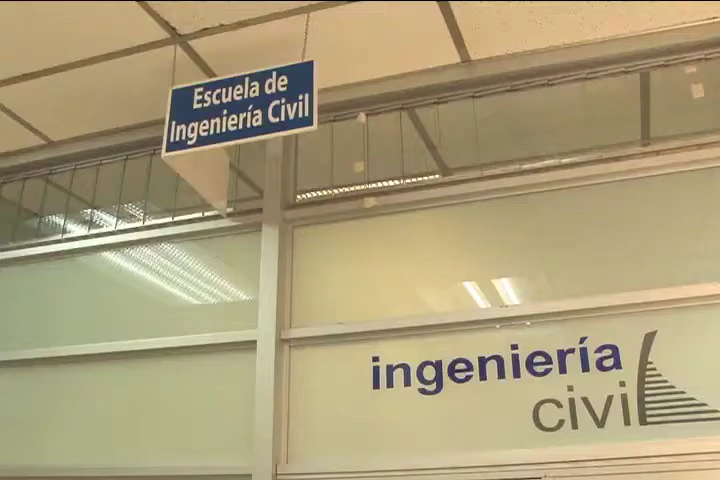 Escuela de
Ingeniería Civil
ingeniería
civil